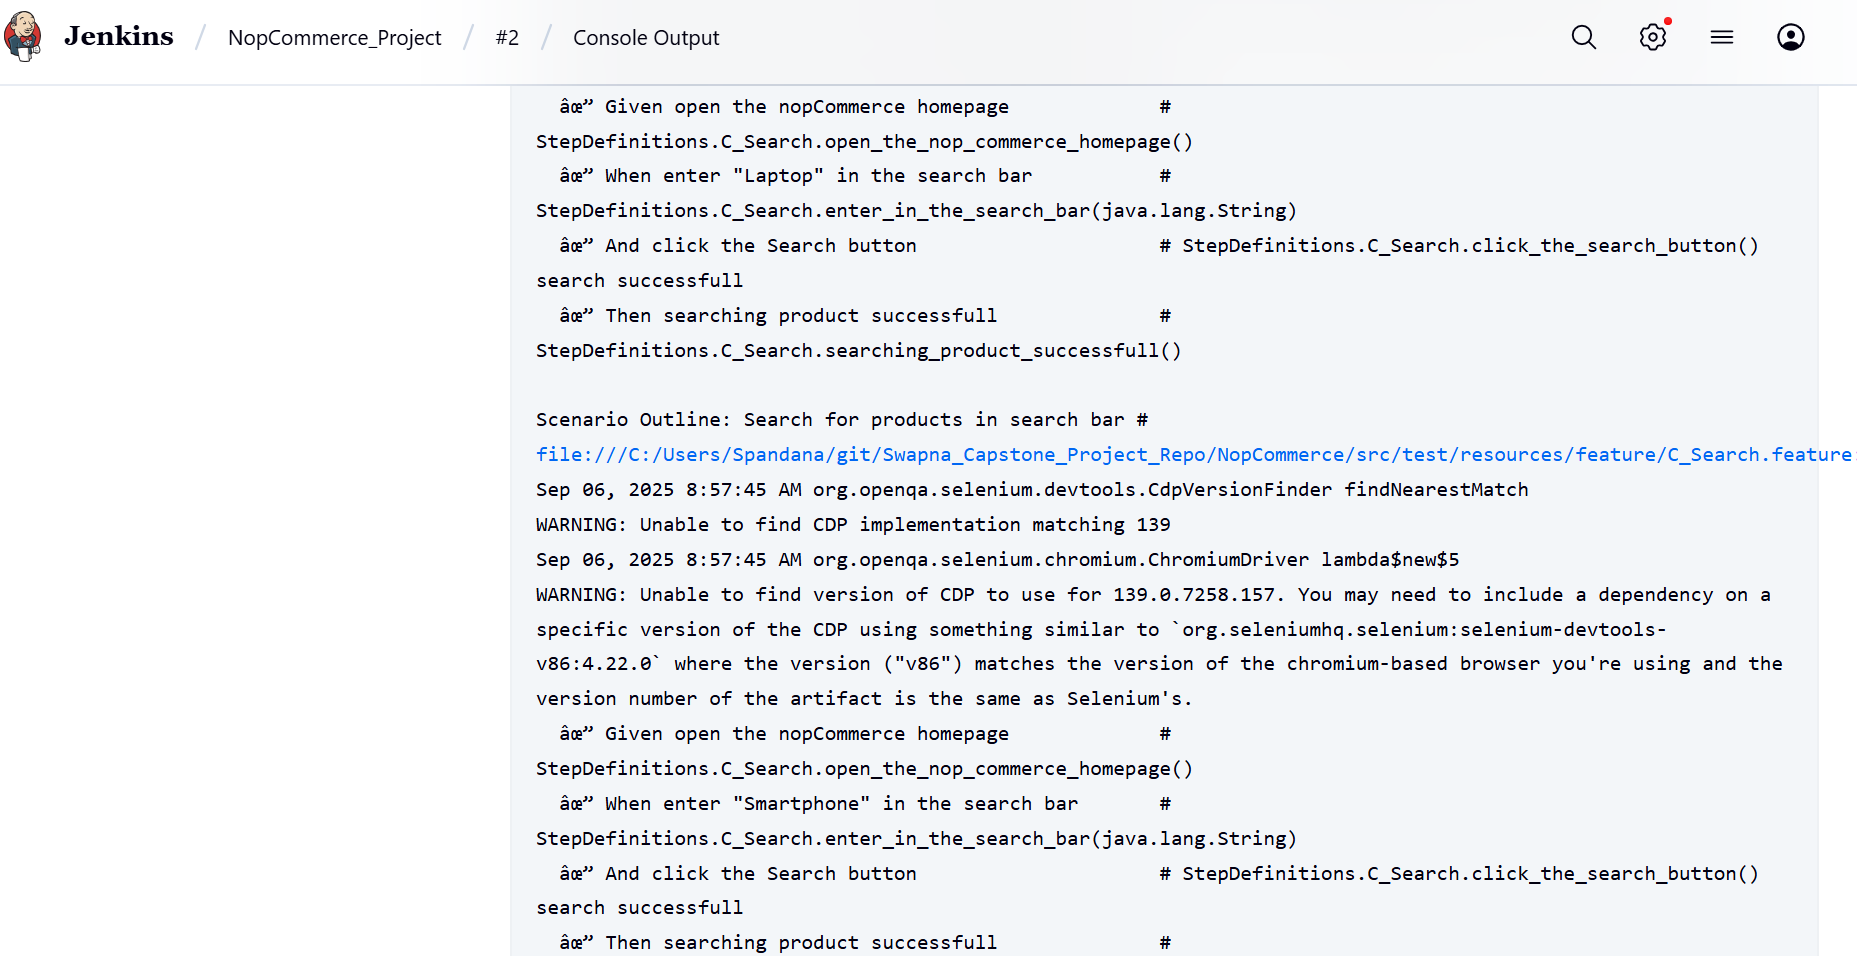 Jenkins / NopCommerce_Project / #2 / Console Output
âœ” Given open the nopCommerce homepage #
StepDefinitions.C_Search.open_the_nop_commerce_homepage()
âœ” When enter "Laptop" in the search bar #
StepDefinitions.C_Search.enter_in_the_search_bar(java.lang.String)
âœ” And click the Search button # StepDefinitions.C_Search.click_the_search_button()
search successfull
âœ” Then searching product successfull #
StepDefinitions.C_Search.searching_product_successfull()
Scenario Outline: Search for products in search bar #
file:///C:/Users/Spandana/git/Swapna_Capstone_Project_Repo/NopCommerce/src/test/resources/feature/C_Search.feature:
Sep 06, 2025 8:57:45 AM org.openqa.selenium.devtools.CdpVersionFinder findNearestMatch
WARNING: Unable to find CDP implementation matching 139
Sep 06, 2025 8:57:45 AM org.openqa.selenium.chromium.ChromiumDriver lambda$new$5
WARNING: Unable to find version of CDP to use for 139.0.7258.157. You may need to include a dependency on a
specific version of the CDP using something similar to `org.seleniumhq.selenium:selenium-devtools-
v86:4.22.0` where the version ("v86") matches the version of the chromium-based browser you're using and the
version number of the artifact is the same as Selenium's.
âœ” Given open the nopCommerce homepage #
StepDefinitions.C_Search.open_the_nop_commerce_homepage()
âœ” When enter "Smartphone" in the search bar #
StepDefinitions.C_Search.enter_in_the_search_bar(java.lang.String)
âœ” And click the Search button # StepDefinitions.C_Search.click_the_search_button()
search successfull
âœ” Then searching product successfull #